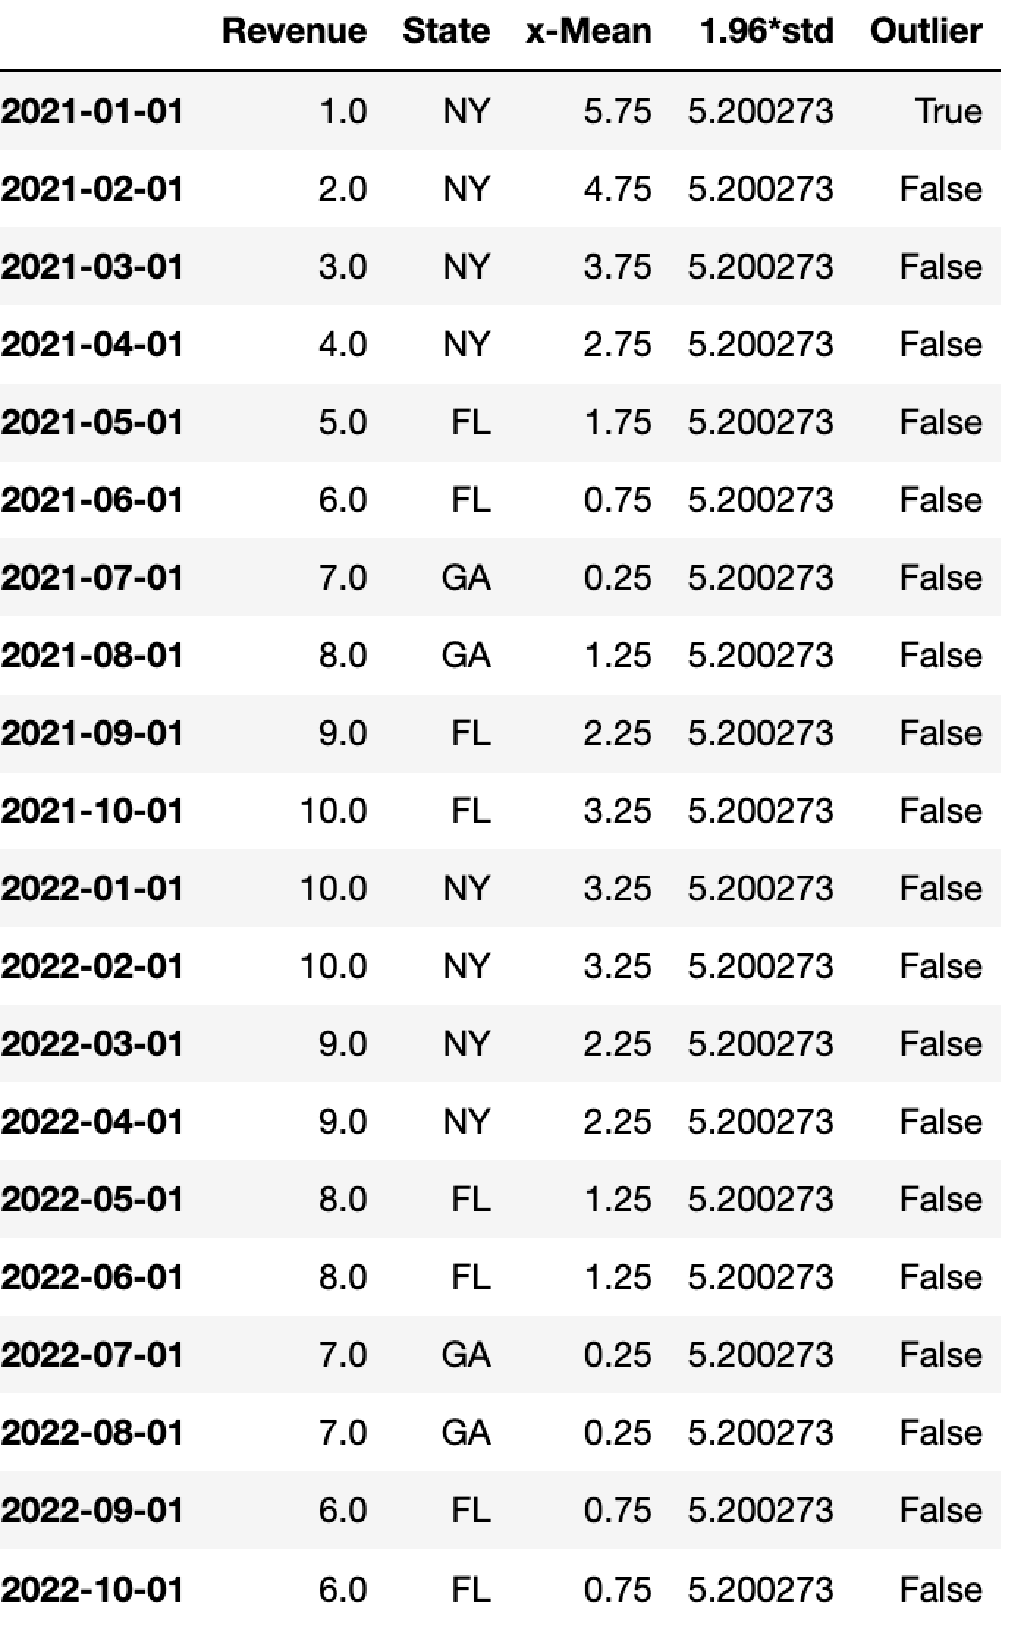 Revenue State x-Mean 1.96*std Outlier
2021-01-01 1.0 NY 5.75 5.200273 True
2021-02-01 2.0 NY 4.75 5.200273 False
2021-03-01 3.0 NY 3.75 5.200273 False
2021-04-01 4.0 NY 2.75 5.200273 False
2021-05-01 5.0 FL 1.75 5.200273 False
2021-06-01 6.0 FL 0.75 5.200273 False
2021-07-01 7.0 GA 0.25 5.200273 False
2021-08-01 8.0 GA 1.25 5.200273 False
2021-09-01 9.0 FL 2.25 5.200273 False
2021-10-01 10.0 FL 3.25 5.200273 False
2022-01-01 10.0 NY 3.25 5.200273 False
2022-02-01 10.0 NY 3.25 5.200273 False
2022-03-01 9.0 NY 2.25 5.200273 False
2022-04-01 9.0 NY 2.25 5.200273 False
2022-05-01 8.0 FL 1.25 5.200273 False
2022-06-01 8.0 FL 1.25 5.200273 False
2022-07-01 7.0 GA 0.25 5.200273 False
2022-08-01 7.0 GA 0.25 5.200273 False
2022-09-01 6.0 FL 0.75 5.200273 False
2022-10-01 6.0 FL 0.75 5.200273 False